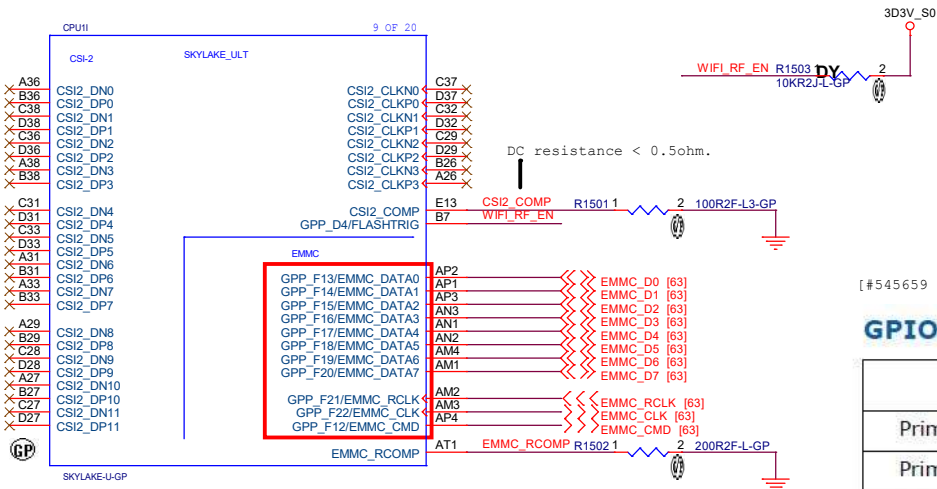 3D3V_S0
CPU1I 9 OF 20
CSI-2 SKYLAKE_ULT
WIFI_RF_EN R1503 1 DY 2
10KR2J-L-GP
A36 CSI2_DN0 CSI2_CLKN0 C37
B36 CSI2_DP0 CSI2_CLKP0 D37
C38 CSI2_DN1 CSI2_CLKN1 C32
D38 CSI2_DP1 CSI2_CLKP1 D32
C36 CSI2_DN2 CSI2_CLKN2 C29
D36 CSI2_DP2 CSI2_CLKP2 D29
A38 CSI2_DN3 CSI2_CLKN3 B26
B38 CSI2_DP3 CSI2_CLKP3 A26
DC resistance < 0.5ohm.
C31 CSI2_DN4 CSI2_COMP E13 CSI2_COMP R1501 1 2 100R2F-L3-GP
D31 CSI2_DP4 GPP_D4/FLASHTRIG B7 WIFI_RF_EN
C33 CSI2_DN5
D33 CSI2_DP5
A31 CSI2_DN6 EMMC
B31 CSI2_DP6 GPP_F13/EMMC_DATA0 AP2 EMMC_D0 [63]
A33 CSI2_DN7 GPP_F14/EMMC_DATA1 AP1 EMMC_D1 [63]
B33 CSI2_DP7 GPP_F15/EMMC_DATA2 AP3 EMMC_D2 [63]
GPP_F16/EMMC_DATA3 AN3 EMMC_D3 [63]
A29 CSI2_DN8 GPP_F17/EMMC_DATA4 AN1 EMMC_D4 [63]
B29 CSI2_DP8 GPP_F18/EMMC_DATA5 AN2 EMMC_D5 [63]
C28 CSI2_DN9 GPP_F19/EMMC_DATA6 AM4 EMMC_D6 [63]
D28 CSI2_DP9 GPP_F20/EMMC_DATA7 AM1 EMMC_D7 [63]
A27 CSI2_DN10
B27 CSI2_DP10 GPP_F21/EMMC_RCLK AM2 EMMC_RCLK [63]
C27 CSI2_DN11 GPP_F22/EMMC_CLK AM3 EMMC_CLK [63]
D27 CSI2_DP11 GPP_F12/EMMC_CMD AP4 EMMC_CMD [63]
GP EMMC_RCOMP AT1 EMMC_RCOMP R1502 1 2 200R2F-L-GP
SKYLAKE-U-GP
[#545659
GPIO
Prim
Prim